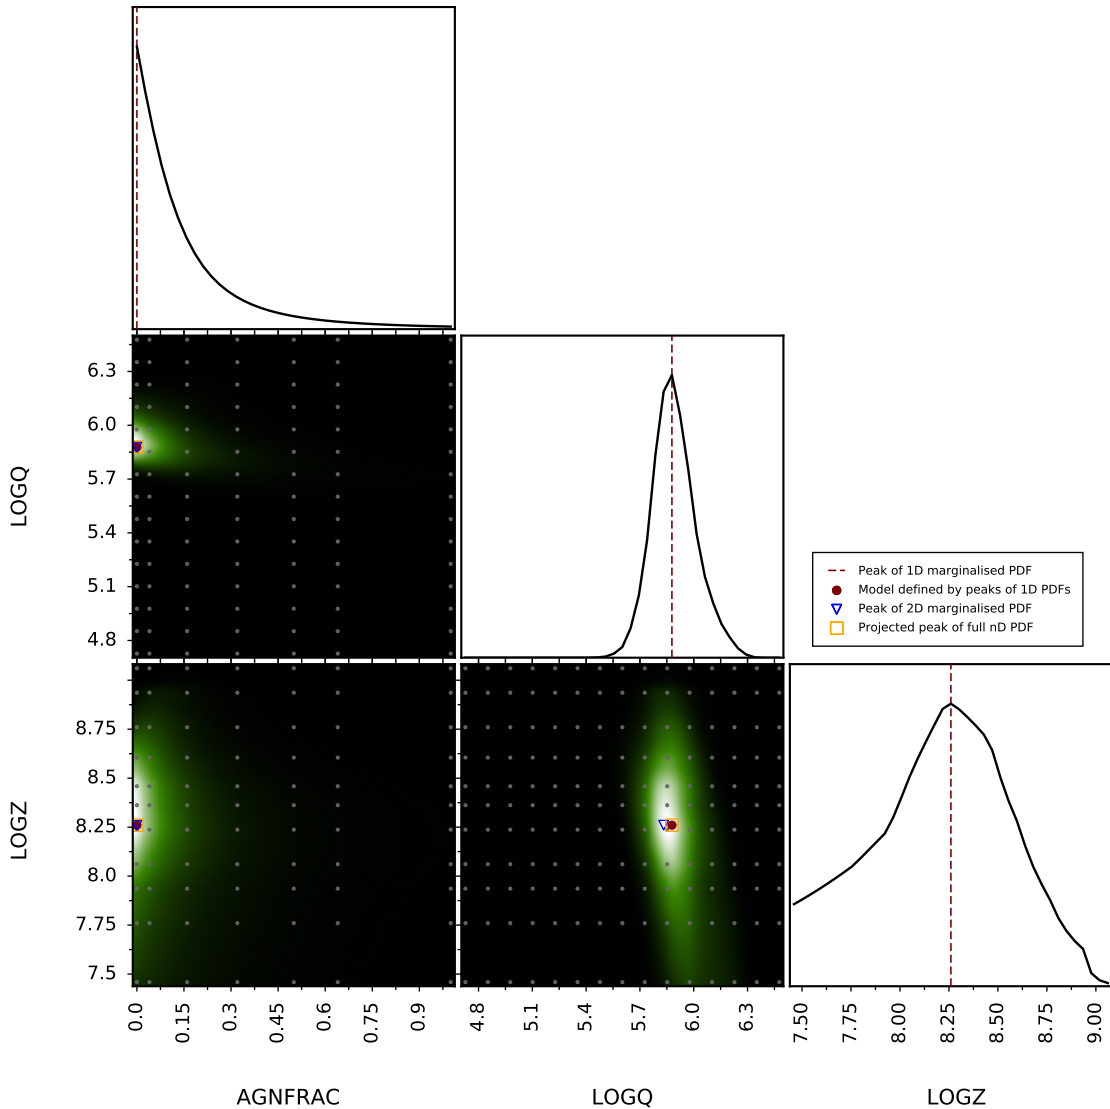 6.3
6.0
5.7
5.4
5.1
4.8
LOGQ
Peak of 1D marginalised PDF
Model defined by peaks of 1D PDFs
Peak of 2D marginalised PDF
Projected peak of full nD PDF
8.75
8.5
8.25
8.0
7.75
7.5
LOGZ
0.0 0.15 0.3 0.45 0.6 0.75 0.9
4.8 5.1 5.4 5.7 6.0 6.3
7.50 7.75 8.00 8.25 8.50 8.75 9.00
AGNFRAC
LOGQ
LOGZ